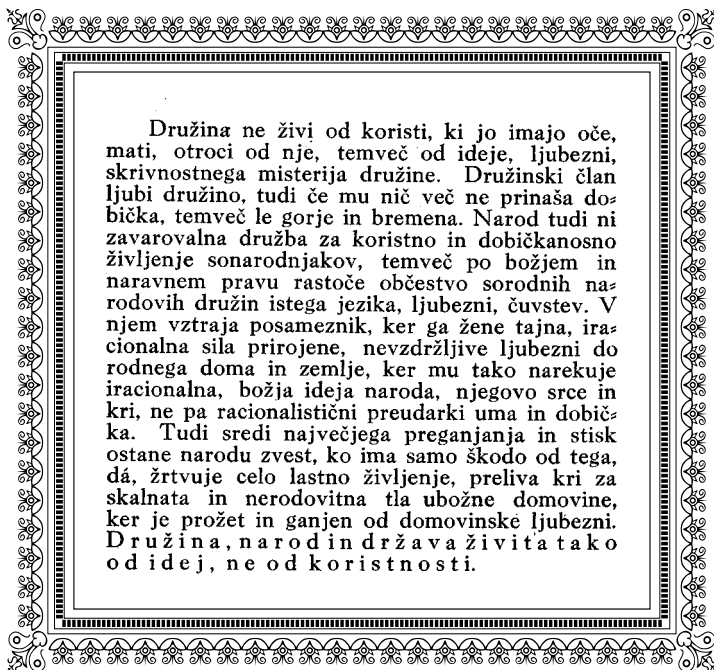 Družina ne živi od koristi, ki jo imajo oče,
mati, otroci od nje, temveč od ideje, ljubezni,
skrivnostnega misterija družine. Družinski član
ljubi družino, tudi če mu nič več ne prinaša do⸗
bička, temveč le gorje in bremena. Narod tudi ni
zavarovalna družba za koristno in dobičkanosno
življenje sonarodnjakov, temveč po božjem in
naravnem pravu rastoče občestvo sorodnih na⸗
rodovih družin istega jezika, ljubezni, čuvstev. V
njem vztraja posameznik, ker ga žene tajna, ira⸗
cionalna sila prirojene, nevzdržljive ljubezni do
rodnega doma in zemlje, ker mu tako narekuje
iracionalna, božja ideja naroda, njegovo srce in
kri, ne pa racionalistični preudarki uma in dobič⸗
ka. Tudi sredi največjega preganjanja in stisk
ostane narodu zvest, ko ima samo škodo od tega,
dá, žrtvuje celo lastno življenje, preliva kri za
skalnata in nerodovitna tla ubožne domovine,
ker je prožet in ganjen od domovinske ljubezni.
Družina, narod in država živita tako
od idej, ne od koristnosti.